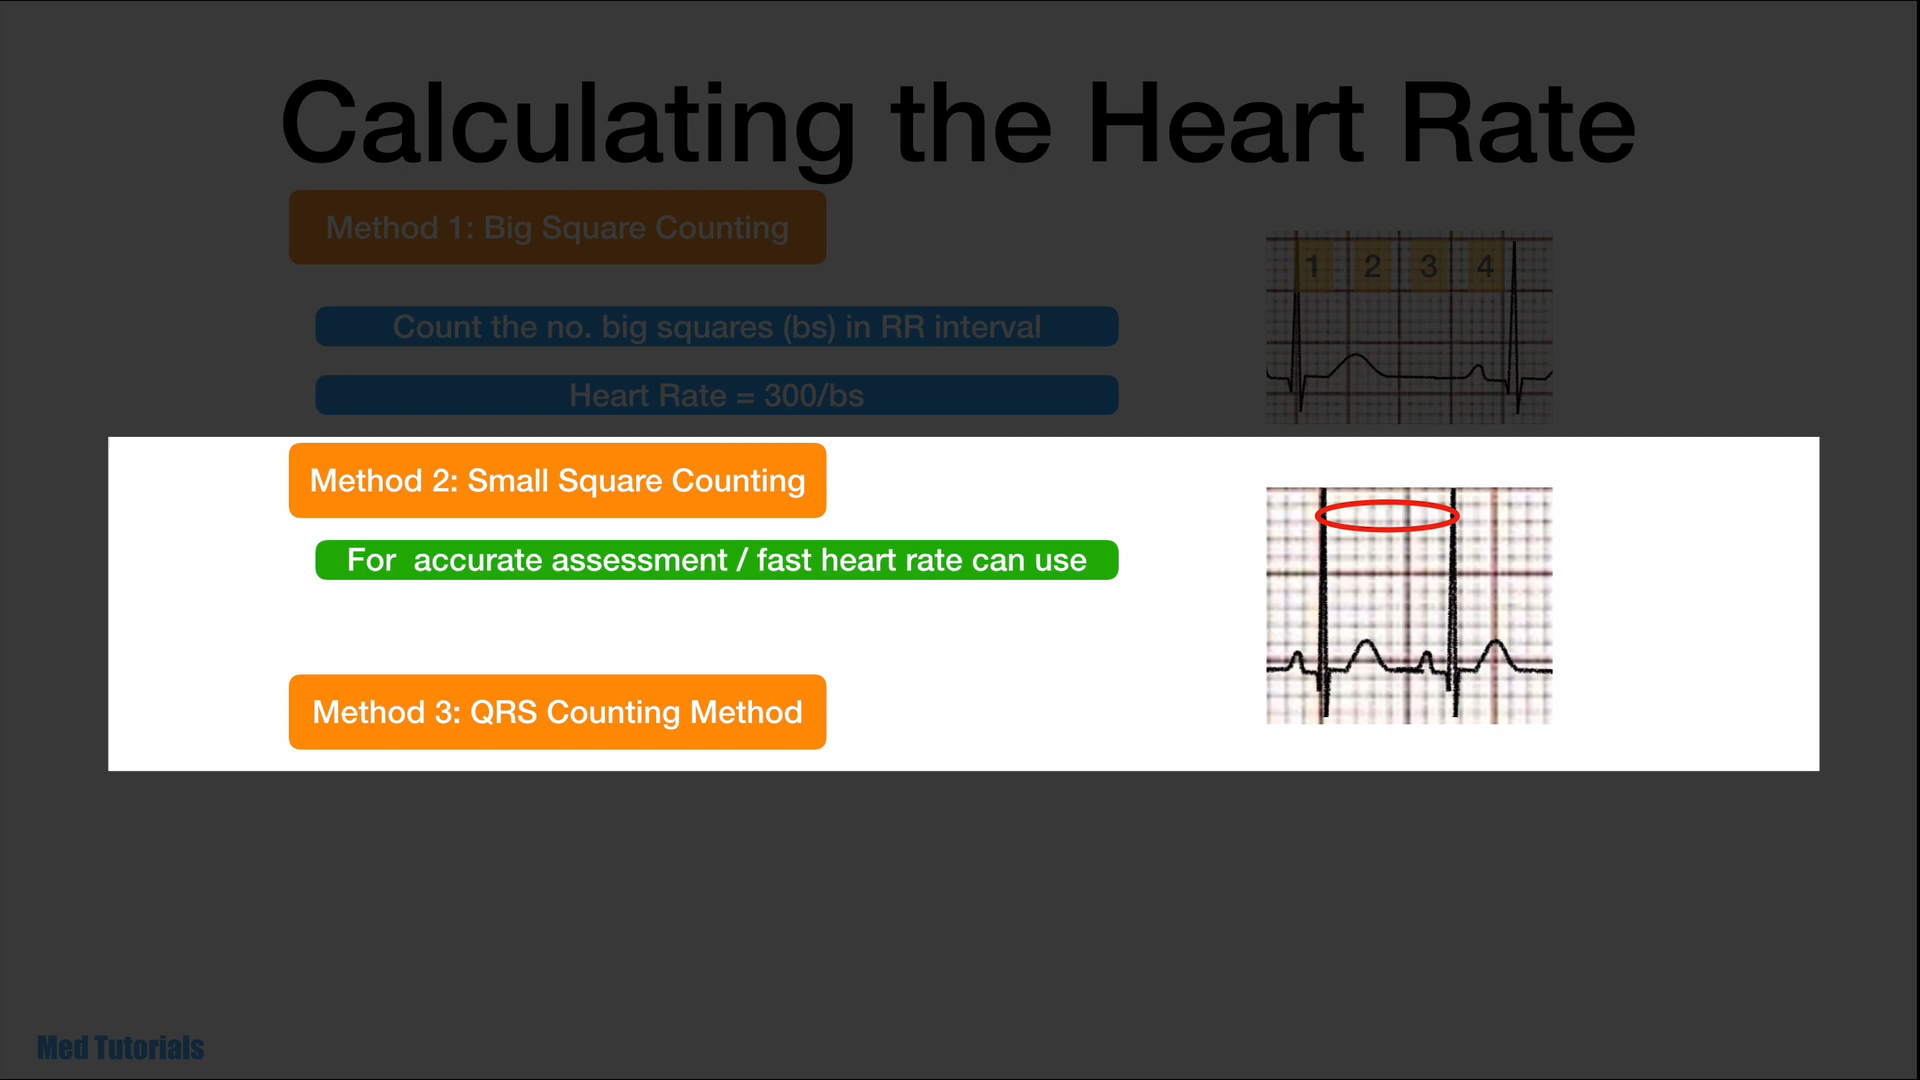 Calculating the Heart Rate
Method 1: Big Square Counting
1 2 3 4
Count the no. big squares (bs) in RR interval
Heart Rate = 300/bs
Method 2: Small Square Counting
For accurate assessment / fast heart rate can use
Method 3: QRS Counting Method
Med Tutorials